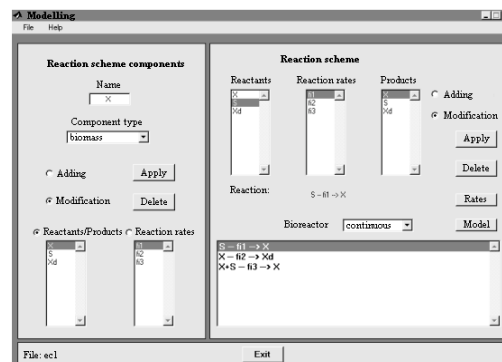 Modelling
File Help
Reaction scheme components
Name
X
Component type
biomass
Adding
Apply
Modification
Delete
Reactants/Products Reaction rates
X fi1
S fi2
Xd fi3
Reaction scheme
Reactants Reaction rates Products
X fi1 X
S fi2 S
Xd fi3 Xd
Adding
Modification
Apply
Delete
Reaction: S – fi1 -> X
Rates
Bioreactor continuous Model
S – fi1 –> X
X – fi2 –> Xd
X+S – fi3 –> X
File: ec1
Exit